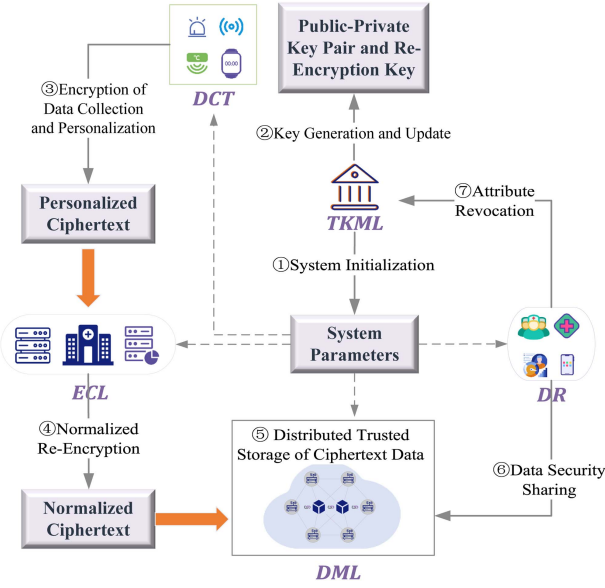 Public-Private
Key Pair and Re-
Encryption Key
°C
00:00
DCT
③Encryption of
Data Collection
and Personalization
②Key Generation and Update
Personalized
Ciphertext
TKML
⑦Attribute
Revocation
①System Initialization
System
Parameters
ECL
DR
④Normalized
Re-Encryption
⑤ Distributed Trusted
Storage of Ciphertext Data
⑥Data Security
Sharing
Normalized
Ciphertext
DML